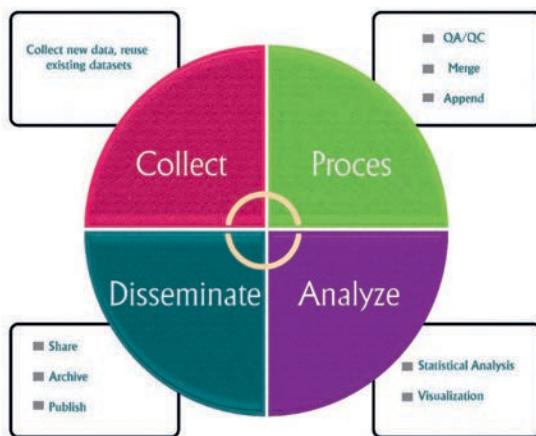 Collect new data, reuse
existing datasets
QA/QC
Merge
Append
Collect
Proces
Disseminate
Analyze
Share
Archive
Publish
Statistical Analysis
Visualization